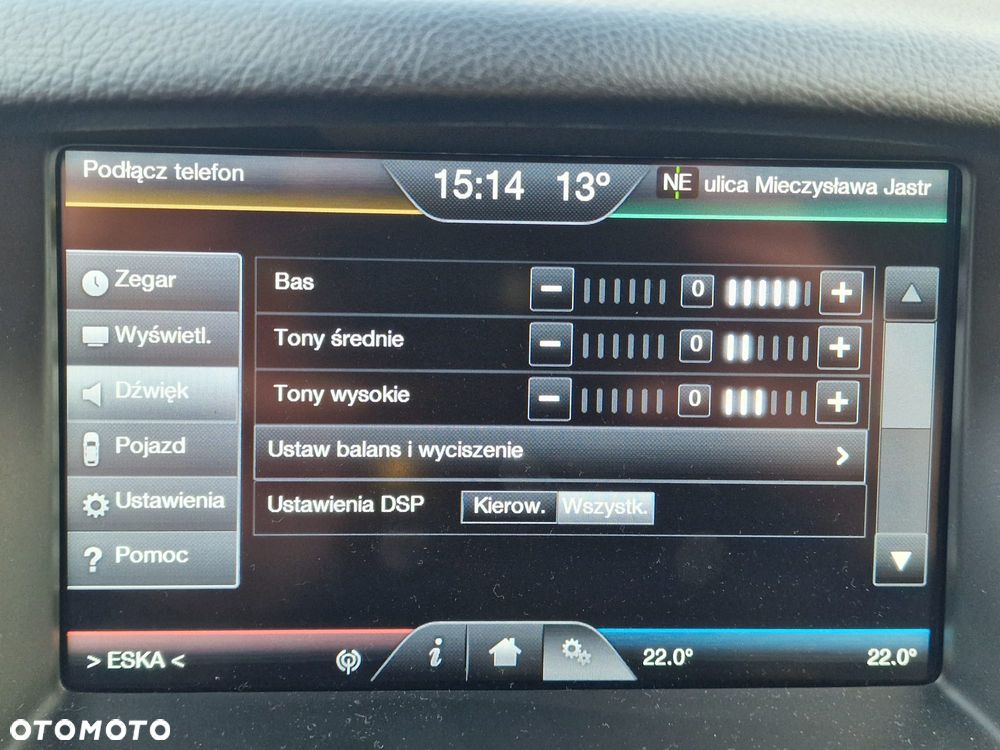 Podłącz telefon
15:14 13°
NE ulica Mieczysława Jastr
Zegar
Wyświetl.
Dźwięk
Pojazd
Ustawienia
? Pomoc
Bas − 0 +
Tony średnie − 0 +
Tony wysokie − 0 +
Ustaw balans i wyciszenie >
Ustawienia DSP Kierow. Wszystk.
> ESKA <
i
22.0° 22.0°
OTOMOTO